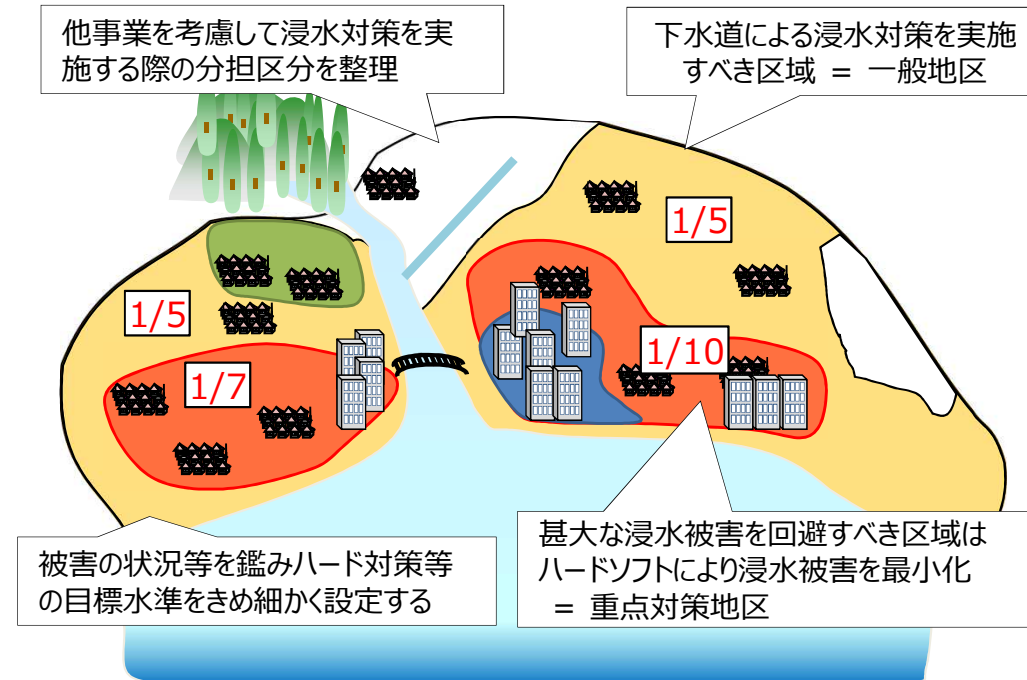 他事業を考慮して浸水対策を実
施する際の分担区分を整理
下水道による浸水対策を実施
すべき区域 = 一般地区
1/5
1/5
1/7
1/10
被害の状況等を鑑みハード対策等
の目標水準をきめ細かく設定する
甚大な浸水被害を回避すべき区域は
ハードソフトにより浸水被害を最小化
= 重点対策地区